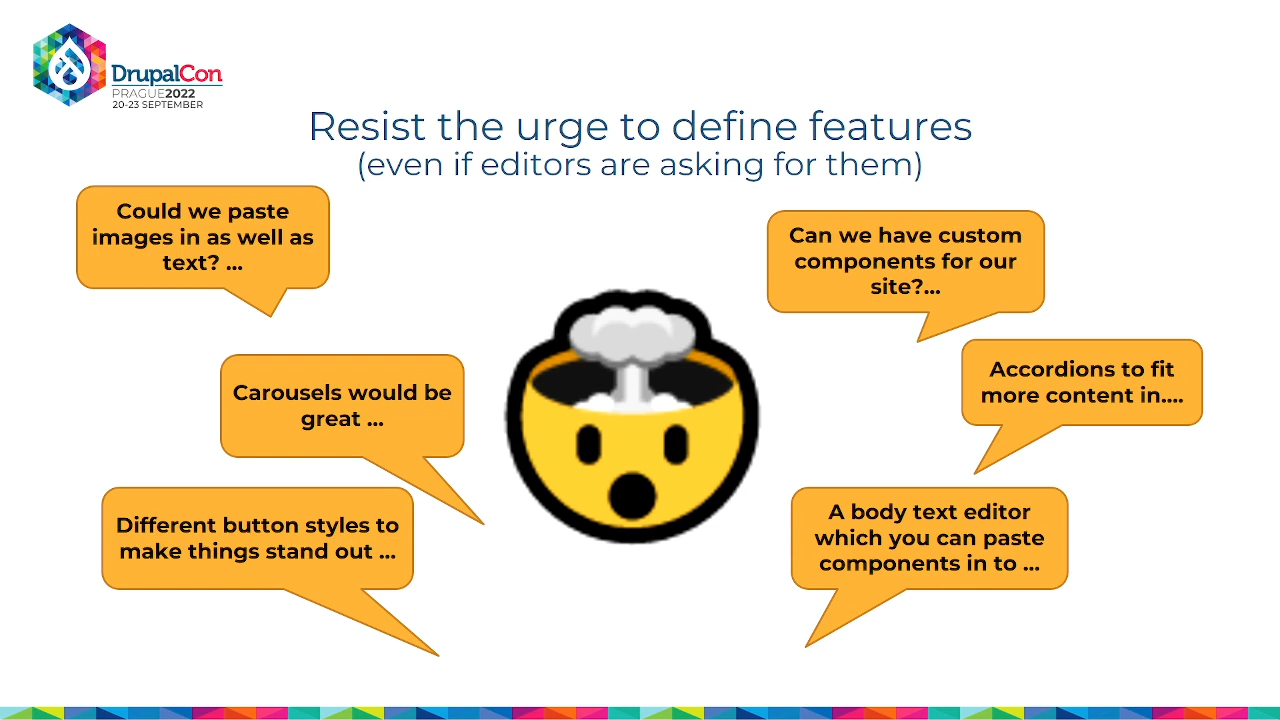 DrupalCon
PRAGUE2022
20-23 SEPTEMBER
Resist the urge to define features
(even if editors are asking for them)
Could we paste
images in as well as
text? ...
Can we have custom
components for our
site?...
Carousels would be
great ...
Accordions to fit
more content in....
Different button styles to
make things stand out ...
A body text editor
which you can paste
components in to ...